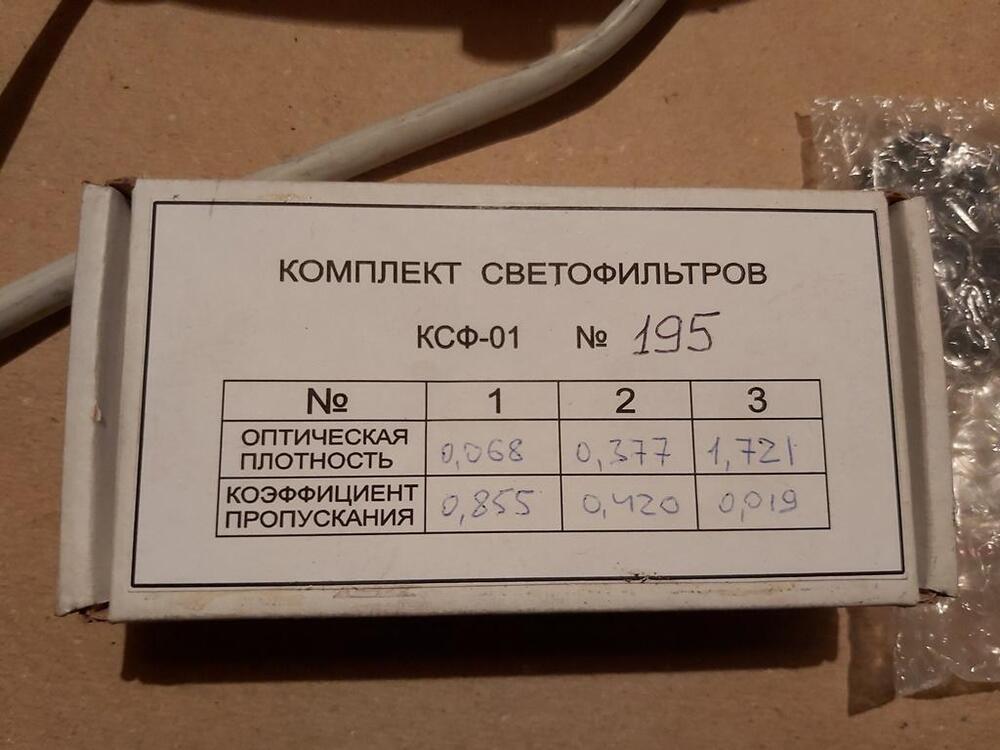 КОМПЛЕКТ СВЕТОФИЛЬТРОВ
КСФ-01 № 195
№ 1 2 3
ОПТИЧЕСКАЯ ПЛОТНОСТЬ 0,068 0,377 1,721
КОЭФФИЦИЕНТ ПРОПУСКАНИЯ 0,855 0,420 0,019